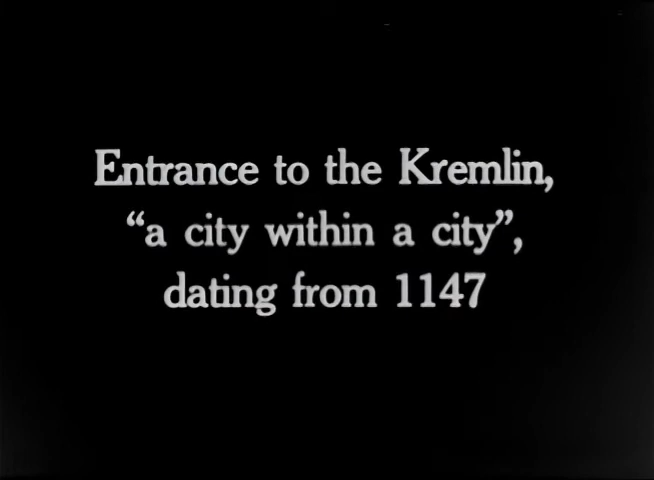 Entrance to the Kremlin,
“a city within a city”,
dating from 1147